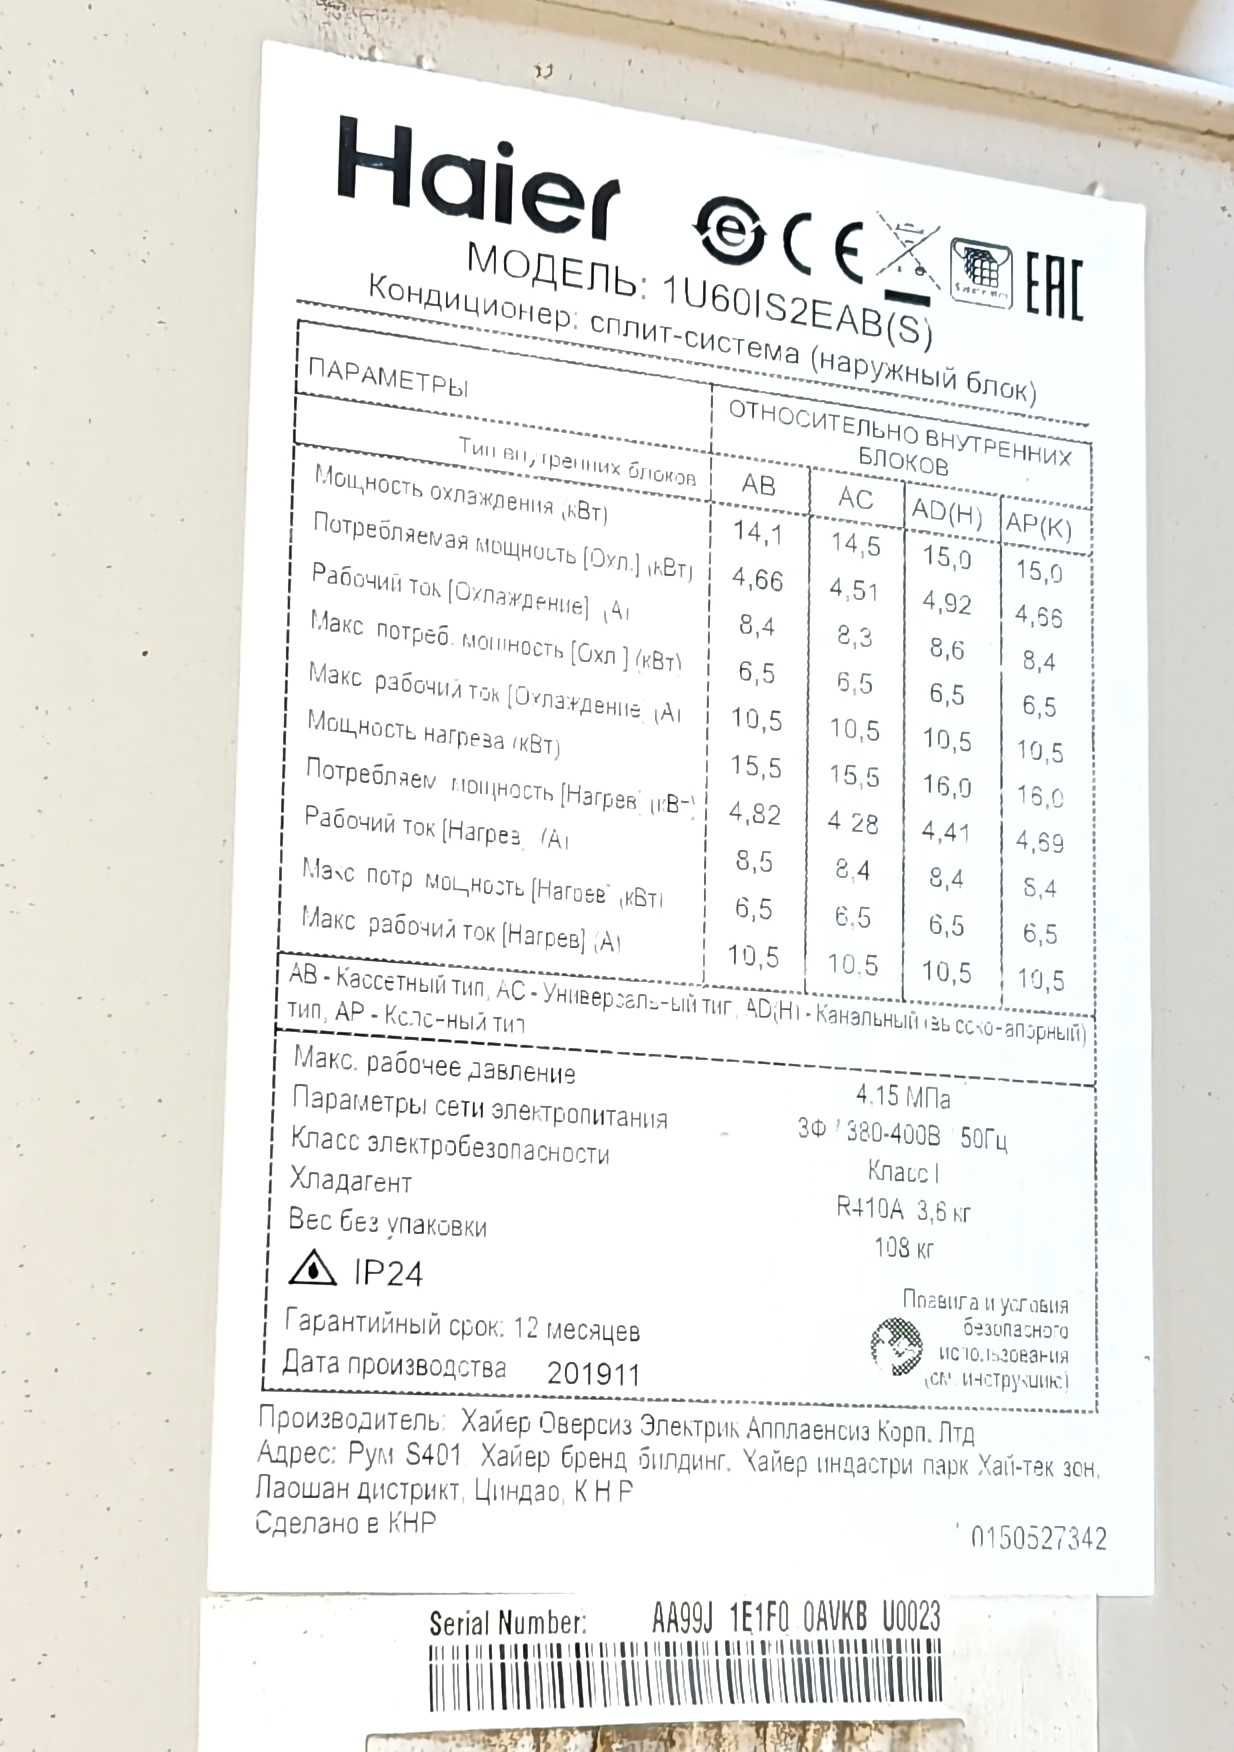 Haier
МОДЕЛЬ: 1U60IS2EAB(S)
Кондиционер: сплит-система (наружный блок)
ПАРАМЕТРЫ ОТНОСИТЕЛЬНО ВНУТРЕННИХ БЛОКОВ
Тип внутренних блоков AB AC AD(H) AP(K)
Мощность охлаждения (кВт) 14,1 14,5 15,0 15,0
Потребляемая мощность [Охл.] (кВт) 4,66 4,51 4,92 4,66
Рабочий ток [Охлаждение] (A) 8,4 8,3 8,6 8,4
Макс потреб. мощность [Охл.] (кВт) 6,5 6,5 6,5 6,5
Макс рабочий ток [Охлаждение] (A) 10,5 10,5 10,5 10,5
Мощность нагрева (кВт) 15,5 15,5 16,0 16,0
Потребляем мощность [Нагрев] (кВт) 4,82 4 28 4,41 4,69
Рабочий ток [Нагрев] (A) 8,5 8,4 8,4 8,4
Макс потр мощность [Нагрев] (кВт) 6,5 6,5 6,5 6,5
Макс рабочий ток [Нагрев] (A) 10,5 10,5 10,5 10,5
AB - Кассетный тип, AC - Универсальный тип, AD(H) - Канальный (высоконапорный)
тип, AP - Колонный тип
Макс. рабочее давление 4.15 МПа
Параметры сети электропитания 3Ф / 380-400В 50Гц
Класс электробезопасности Класс I
Хладагент R410A 3,6 кг
Вес без упаковки 108 кг
IP24
Гарантийный срок: 12 месяцев
Дата производства 201911
Правила и условия
безопасного
использования
(см. инструкцию)
Производитель: Хайер Оверсиз Электрик Апплаенсиз Корп. Лтд
Адрес: Рум S401 Хайер бренд билдинг, Хайер индастри парк Хай-тек зон,
Лаошан дистрикт, Циндао, К Н Р
Сделано в КНР
0150527342
Serial Number: AA99J 1E1F0 0AVKB U0023